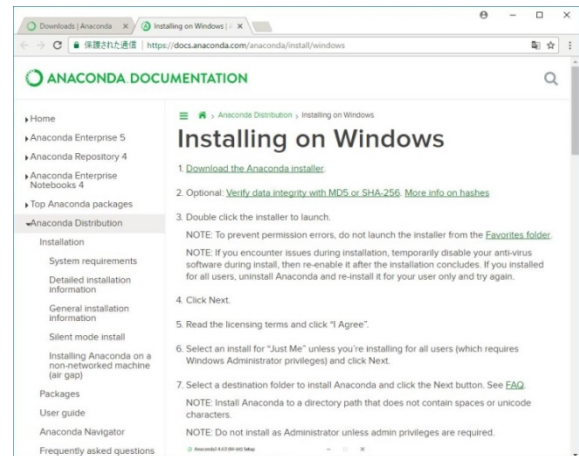 Downloads | Anaconda
Installing on Windows | A
保護された通信 | https://docs.anaconda.com/anaconda/install/windows
ANACONDA DOCUMENTATION
Home
Anaconda Enterprise 5
Anaconda Repository 4
Anaconda Enterprise
Notebooks 4
Top Anaconda packages
Anaconda Distribution
Installation
System requirements
Detailed installation
information
General installation
information
Silent mode install
Installing Anaconda on a
non-networked machine
(air gap)
Packages
User guide
Anaconda Navigator
Frequently asked questions
Anaconda Distribution › Installing on Windows
Installing on Windows
1. Download the Anaconda installer.
2. Optional: Verify data integrity with MD5 or SHA-256. More info on hashes
3. Double click the installer to launch.
NOTE: To prevent permission errors, do not launch the installer from the Favorites folder.
NOTE: If you encounter issues during installation, temporarily disable your anti-virus
software during install, then re-enable it after the installation concludes. If you installed
for all users, uninstall Anaconda and re-install it for your user only and try again.
4. Click Next.
5. Read the licensing terms and click “I Agree”.
6. Select an install for “Just Me” unless you’re installing for all users (which requires
Windows Administrator privileges) and click Next.
7. Select a destination folder to install Anaconda and click the Next button. See FAQ.
NOTE: Install Anaconda to a directory path that does not contain spaces or unicode
characters.
NOTE: Do not install as Administrator unless admin privileges are required.